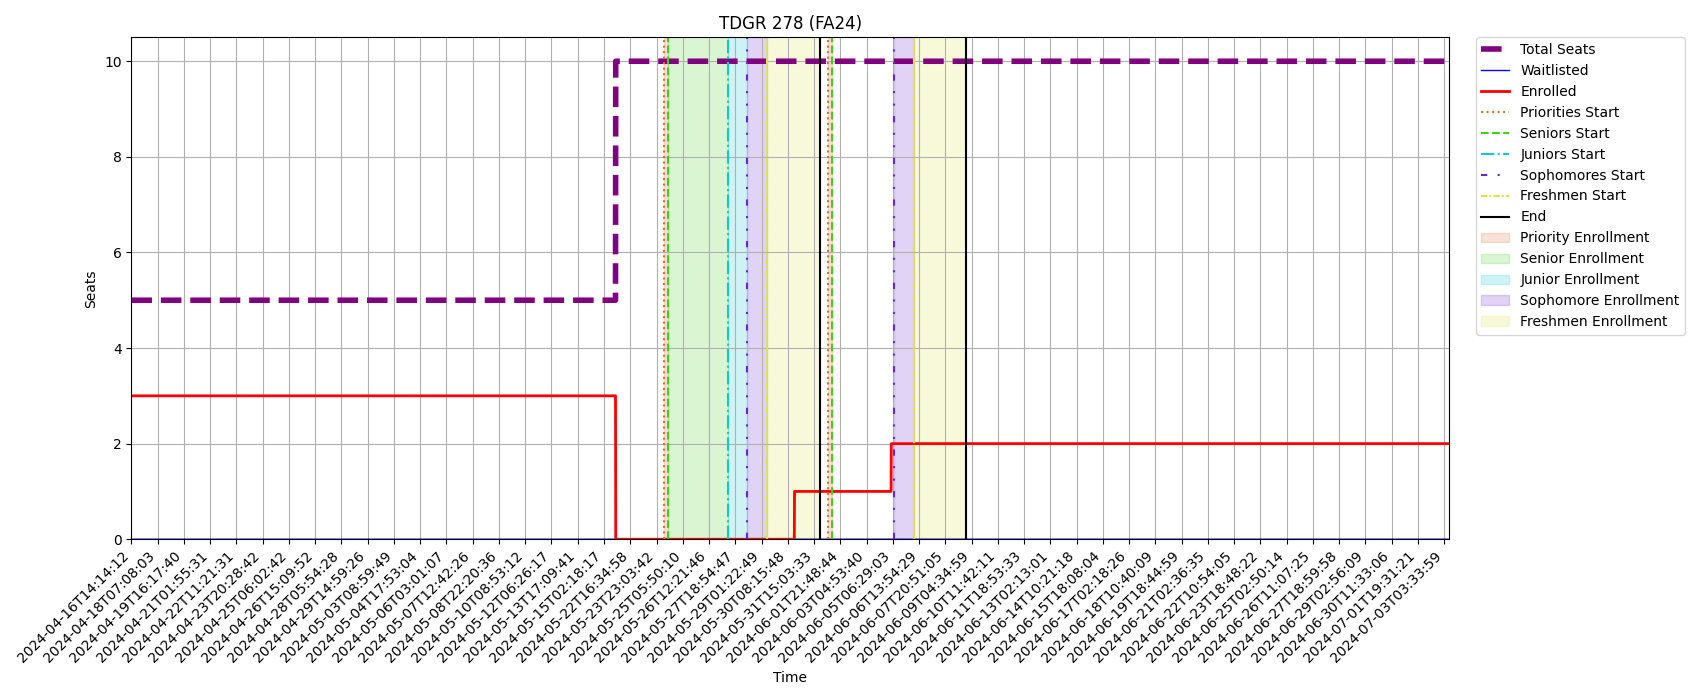 TDGR 278 (FA24)
10
8
6
4
2
0
Seats
2024-04-16T14:14:12
2024-04-18T07:08:03
2024-04-19T16:17:40
2024-04-21T01:55:31
2024-04-22T11:21:31
2024-04-23T20:28:42
2024-04-25T06:02:42
2024-04-26T15:09:52
2024-04-28T05:54:28
2024-04-29T14:59:26
2024-05-03T08:59:49
2024-05-04T17:53:04
2024-05-06T03:01:07
2024-05-07T12:42:26
2024-05-08T22:20:36
2024-05-10T08:53:12
2024-05-12T06:26:17
2024-05-13T17:09:41
2024-05-15T02:18:17
2024-05-22T16:34:58
2024-05-23T23:03:42
2024-05-25T05:50:10
2024-05-26T12:21:46
2024-05-27T18:54:47
2024-05-29T01:22:49
2024-05-30T08:15:48
2024-05-31T15:03:33
2024-06-01T21:48:44
2024-06-03T04:53:40
2024-06-05T06:29:03
2024-06-06T13:54:29
2024-06-07T20:51:05
2024-06-09T04:34:59
2024-06-10T11:42:11
2024-06-11T18:53:33
2024-06-13T02:13:01
2024-06-14T10:21:18
2024-06-15T18:08:04
2024-06-17T02:18:26
2024-06-18T10:40:09
2024-06-19T18:44:59
2024-06-21T02:36:35
2024-06-22T10:54:05
2024-06-23T18:48:22
2024-06-25T02:50:14
2024-06-26T11:07:25
2024-06-27T18:59:58
2024-06-29T02:56:09
2024-06-30T11:33:06
2024-07-01T19:31:21
2024-07-03T03:33:59
Time
Total Seats
Waitlisted
Enrolled
Priorities Start
Seniors Start
Juniors Start
Sophomores Start
Freshmen Start
End
Priority Enrollment
Senior Enrollment
Junior Enrollment
Sophomore Enrollment
Freshmen Enrollment